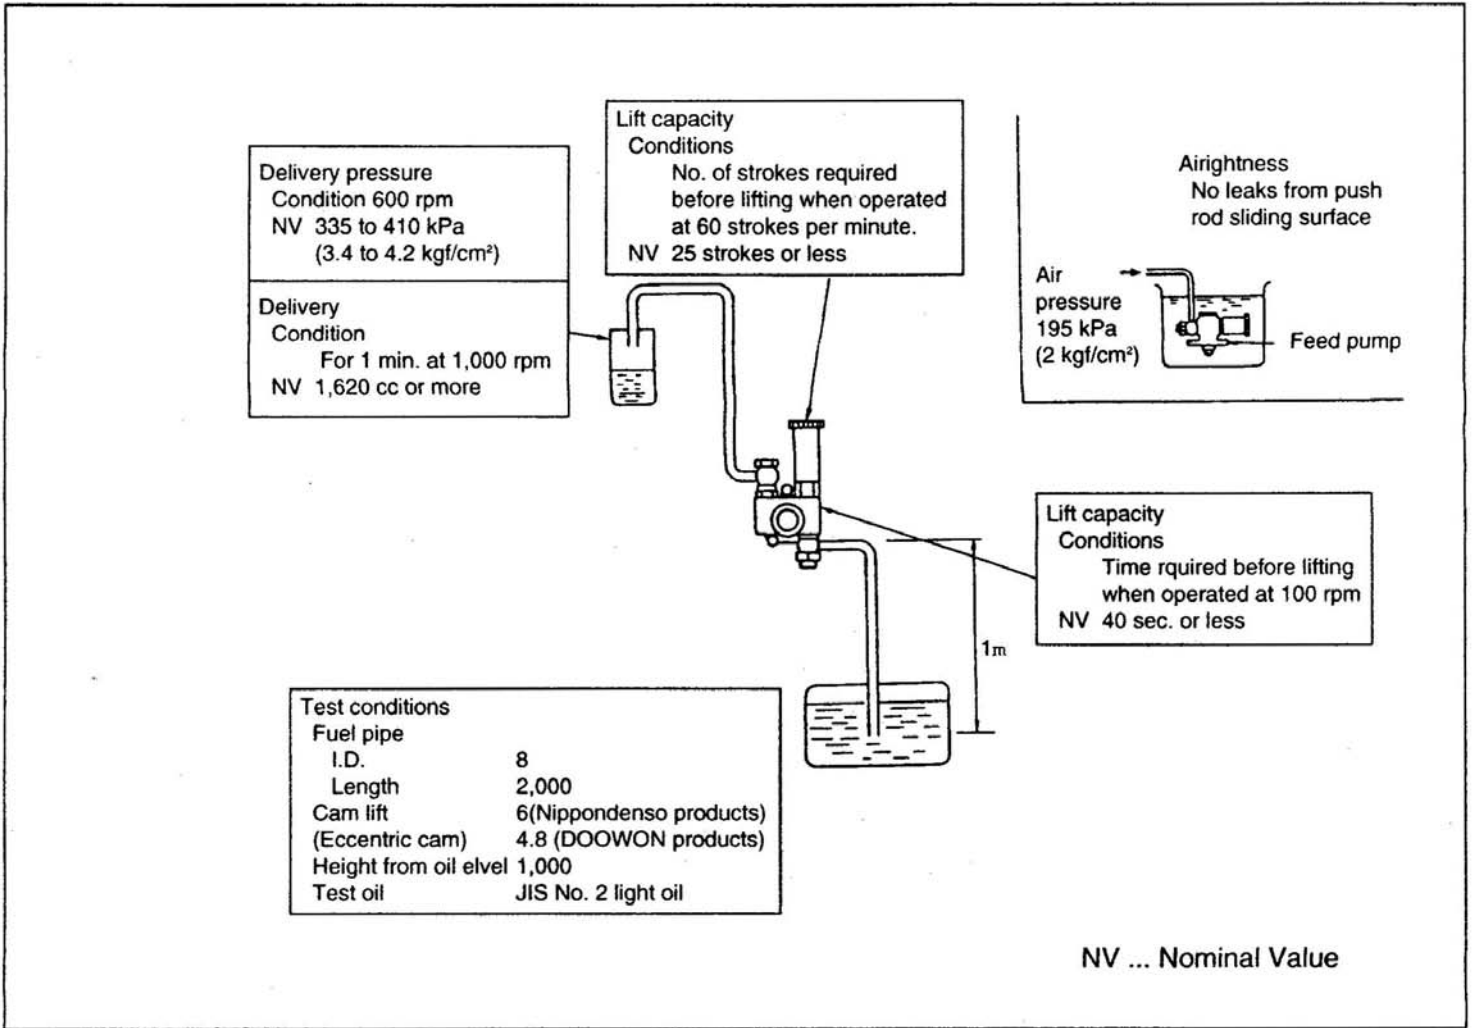 Delivery pressure
Condition 600 rpm
NV 335 to 410 kPa
(3.4 to 4.2 kgf/cm²)
Delivery
Condition
For 1 min. at 1,000 rpm
NV 1,620 cc or more
Lift capacity
Conditions
No. of strokes required
before lifting when operated
at 60 strokes per minute.
NV 25 strokes or less
Airightness
No leaks from push
rod sliding surface
Air
pressure
195 kPa
(2 kgf/cm²)
Feed pump
Lift capacity
Conditions
Time rquired before lifting
when operated at 100 rpm
NV 40 sec. or less
1m
Test conditions
Fuel pipe
I.D. 8
Length 2,000
Cam lift 6(Nippondenso products)
(Eccentric cam) 4.8 (DOOWON products)
Height from oil elvel 1,000
Test oil JIS No. 2 light oil
NV ... Nominal Value